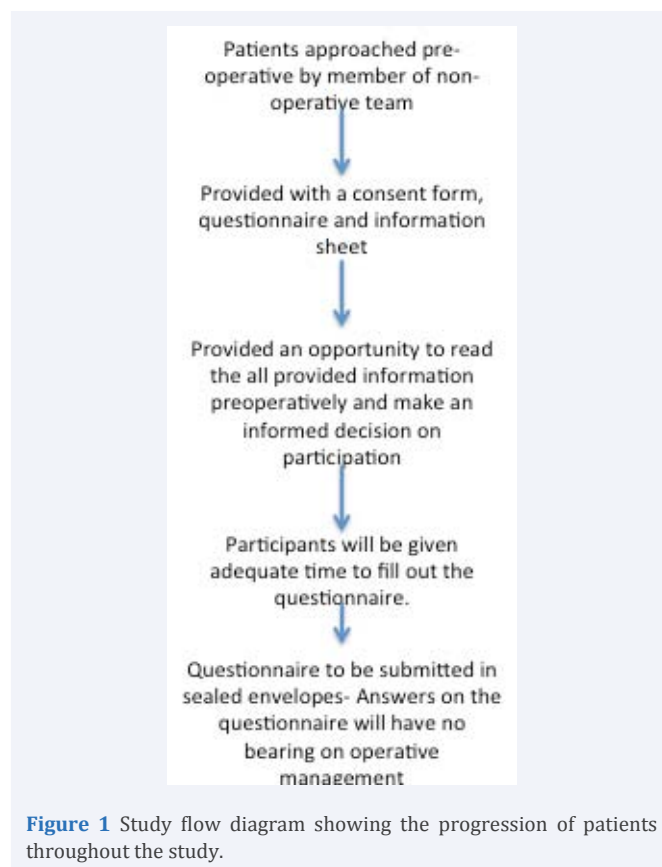 Patients approached pre-
operative by member of non-
operative team
Provided with a consent form,
questionnaire and information
sheet
Provided an opportunity to read
the all provided information
preoperatively and make an
informed decision on
participation
Participants will be given
adequate time to fill out the
questionnaire.
Questionnaire to be submitted in
sealed envelopes- Answers on the
questionnaire will have no
bearing on operative
management
Figure 1 Study flow diagram showing the progression of patients
throughout the study.